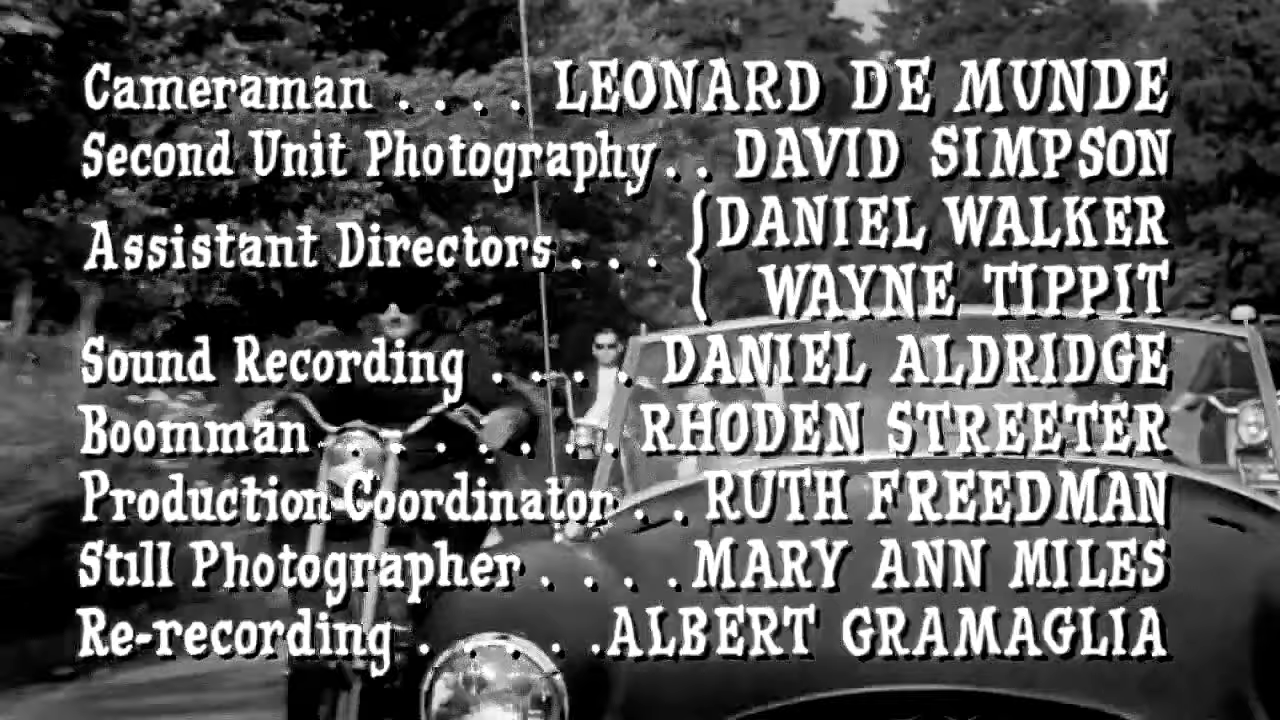 Cameraman . . . . LEONARD DE MUNDE
Second Unit Photography . . DAVID SIMPSON
Assistant Directors . . . { DANIEL WALKER
WAYNE TIPPIT
Sound Recording . . . . DANIEL ALDRIDGE
Boomman . . . . . . RHODEN STREETER
Production Coordinator . . RUTH FREEDMAN
Still Photographer . . . . MARY ANN MILES
Re-recording . . . . ALBERT GRAMAGLIA